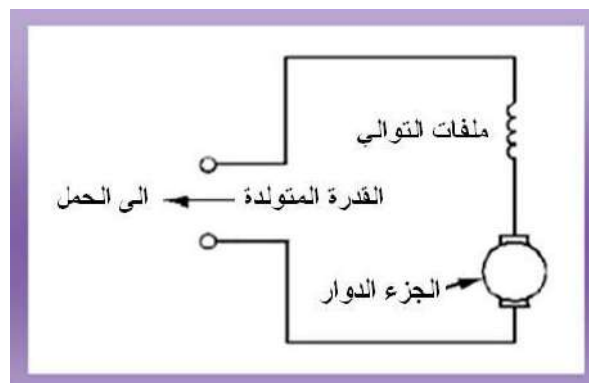 ملفات التوالي
القدرة المتولدة
الى الحمل
الجزء الدوار